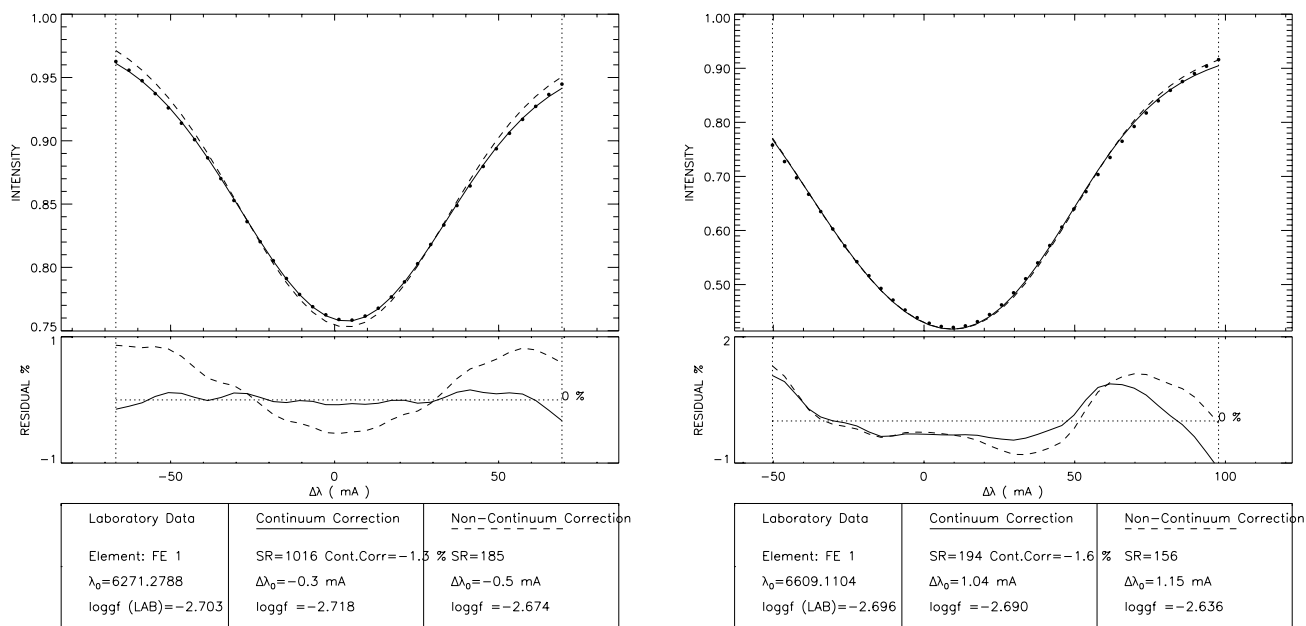 1.00
0.95
0.90
0.85
0.80
0.75
INTENSITY
1
-1
RESIDUAL %
0 %
-50
0
50
Δλ ( mA )
Laboratory Data
Element: FE 1
λ₀=6271.2788
loggf (LAB)=-2.703
Continuum Correction
SR=1016 Cont.Corr=-1.3 %
Δλ₀=-0.3 mA
loggf =-2.718
Non-Continuum Correction
SR=185
Δλ₀=-0.5 mA
loggf =-2.674
1.00
0.90
0.80
0.70
0.60
0.50
INTENSITY
2
-1
RESIDUAL %
0 %
-50
0
50
100
Δλ ( mA )
Laboratory Data
Element: FE 1
λ₀=6609.1104
loggf (LAB)=-2.696
Continuum Correction
SR=194 Cont.Corr=-1.6 %
Δλ₀=1.04 mA
loggf =-2.690
Non-Continuum Correction
SR=156
Δλ₀=1.15 mA
loggf =-2.636